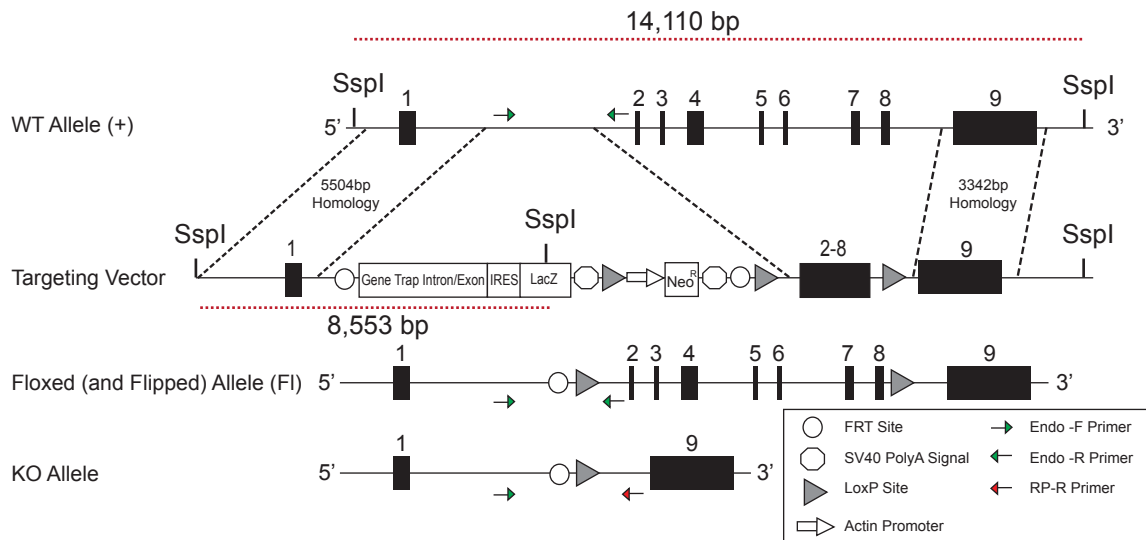 14,110 bp
SspI
SspI
1
2
3
4
5
6
7
8
9
WT Allele (+)
5’
3’
5504bp
Homology
3342bp
Homology
SspI
SspI
SspI
1
2-8
9
Targeting Vector
Gene Trap Intron/Exon
IRES
LacZ
Neo R
8,553 bp
1
2
3
4
5
6
7
8
9
Floxed (and Flipped) Allele (Fl)
5’
3’
1
9
KO Allele
5’
3’
FRT Site
Endo -F Primer
SV40 PolyA Signal
Endo -R Primer
LoxP Site
RP-R Primer
Actin Promoter